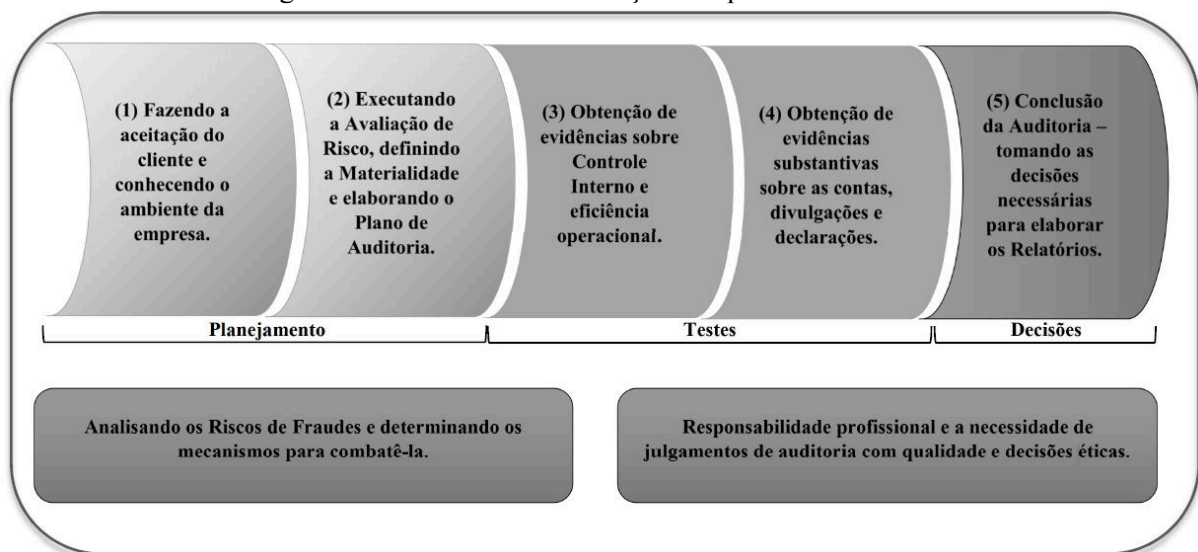 (1) Fazendo a
aceitação do
cliente e
conhecendo o
ambiente da
empresa.
(2) Executando
a Avaliação de
Risco, definindo
a Materialidade
e elaborando o
Plano de
Auditoria.
(3) Obtenção de
evidências sobre
Controle
Interno e
eficiência
operacional.
(4) Obtenção de
evidências
substantivas
sobre as contas,
divulgações e
declarações.
(5) Conclusão
da Auditoria –
tomando as
decisões
necessárias
para elaborar
os Relatórios.
Planejamento
Testes
Decisões
Analisando os Riscos de Fraudes e determinando os
mecanismos para combatê-la.
Responsabilidade profissional e a necessidade de
julgamentos de auditoria com qualidade e decisões éticas.